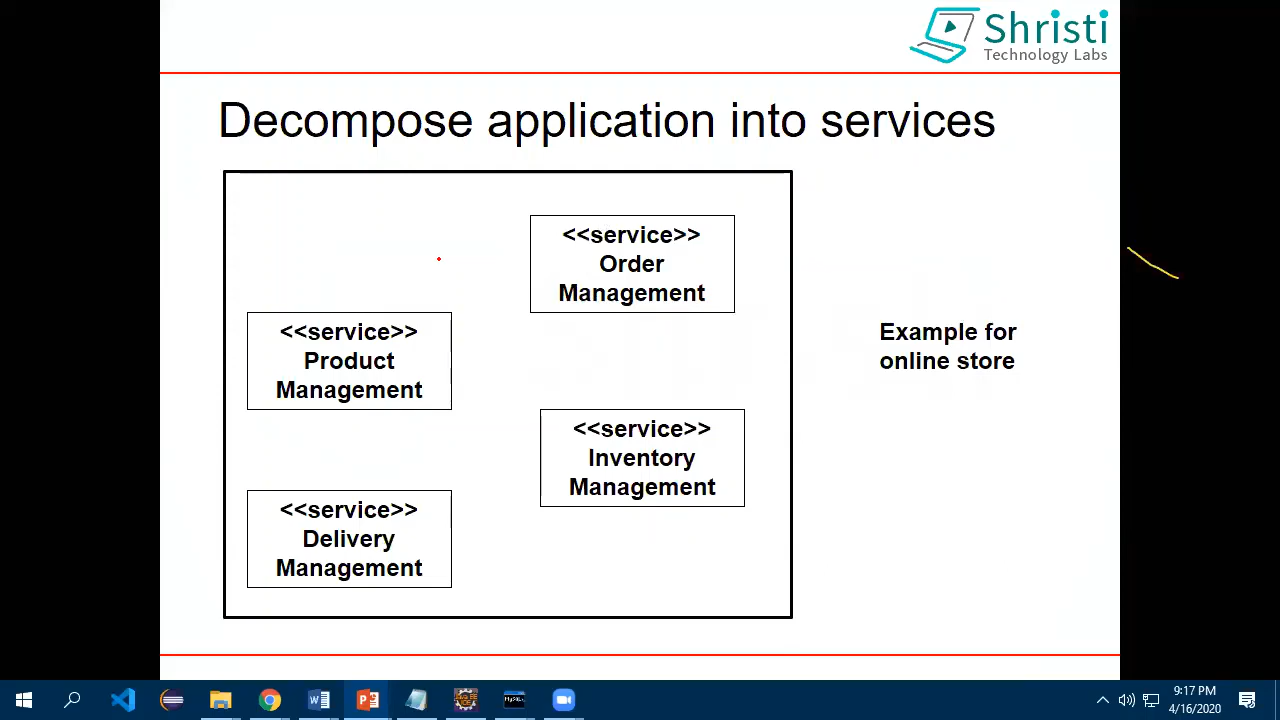 Shristi
Technology Labs
Decompose application into services
<<service>>
Order
Management
<<service>>
Product
Management
Example for
online store
<<service>>
Inventory
Management
<<service>>
Delivery
Management
9:17 PM
4/16/2020